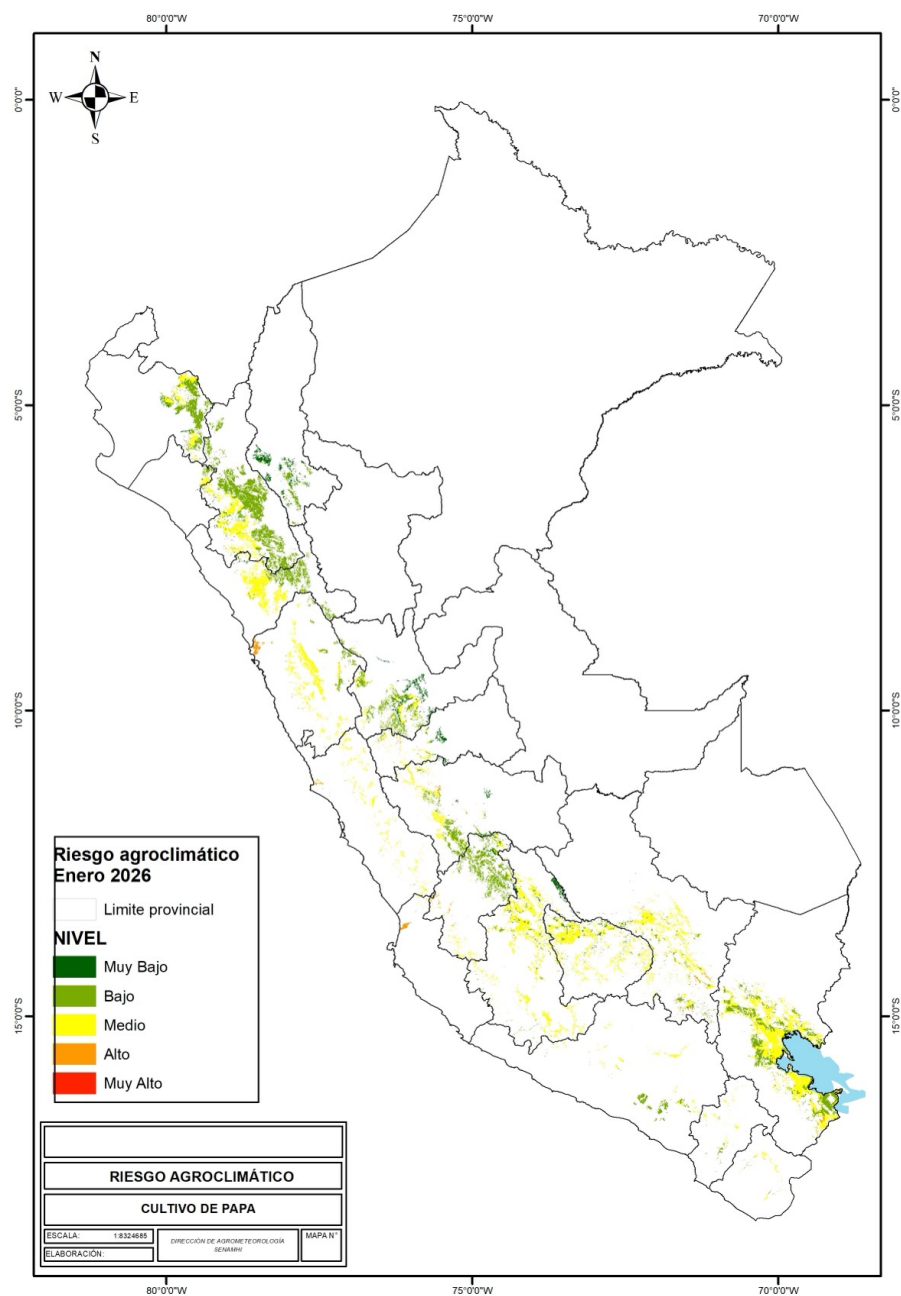 80°0'0"W
75°0'0"W
70°0'0"W
N
W
E
S
0°0'0"
0°0'0"
5°0'0"S
5°0'0"S
10°0'0"S
10°0'0"S
15°0'0"S
15°0'0"S
Riesgo agroclimático
Enero 2026
Limite provincial
NIVEL
Muy Bajo
Bajo
Medio
Alto
Muy Alto
RIESGO AGROCLIMÁTICO
CULTIVO DE PAPA
ESCALA: 1:8324685
ELABORACIÓN:
DIRECCIÓN DE AGROMETEOROLOGÍA
SENAMHI
MAPA N°
80°0'0"W
75°0'0"W
70°0'0"W